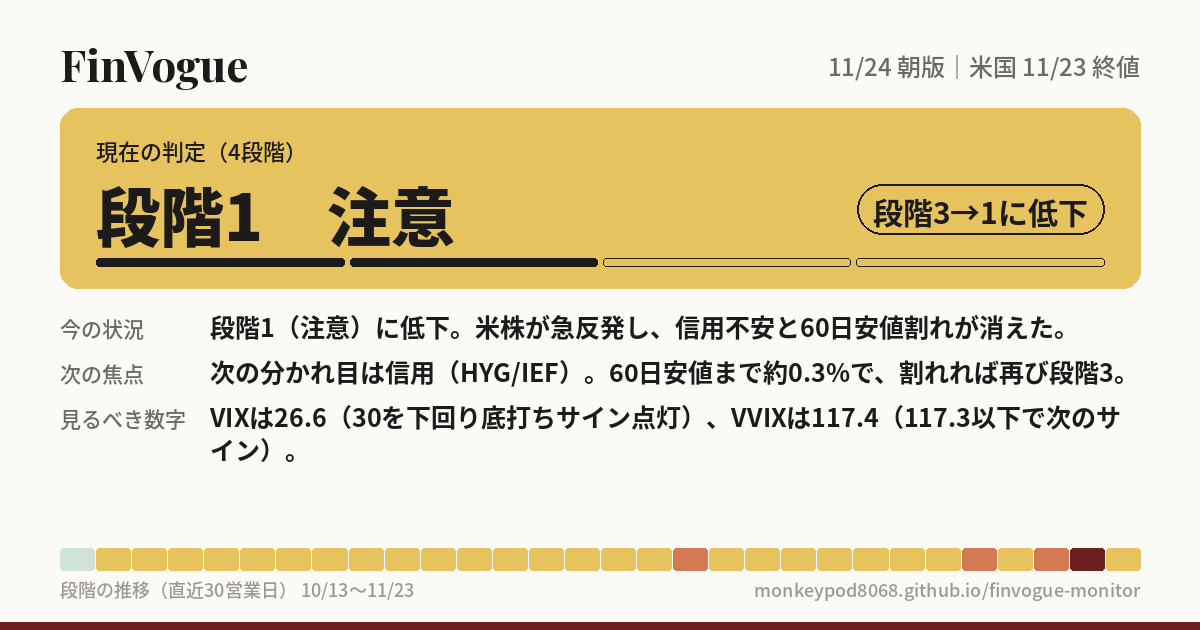 FinVogue
11/24 朝版｜米国 11/23 終値
現在の判定（4段階）
段階1　注意
段階3→1に低下
今の状況
段階1（注意）に低下。米株が急反発し、信用不安と60日安値割れが消えた。
次の焦点
次の分かれ目は信用（HYG/IEF）。60日安値まで約0.3%で、割れれば再び段階3。
見るべき数字
VIXは26.6（30を下回り底打ちサイン点灯）、VVIXは117.4（117.3以下で次のサ
イン）。
段階の推移（直近30営業日） 10/13〜11/23
monkeypod8068.github.io/finvogue-monitor